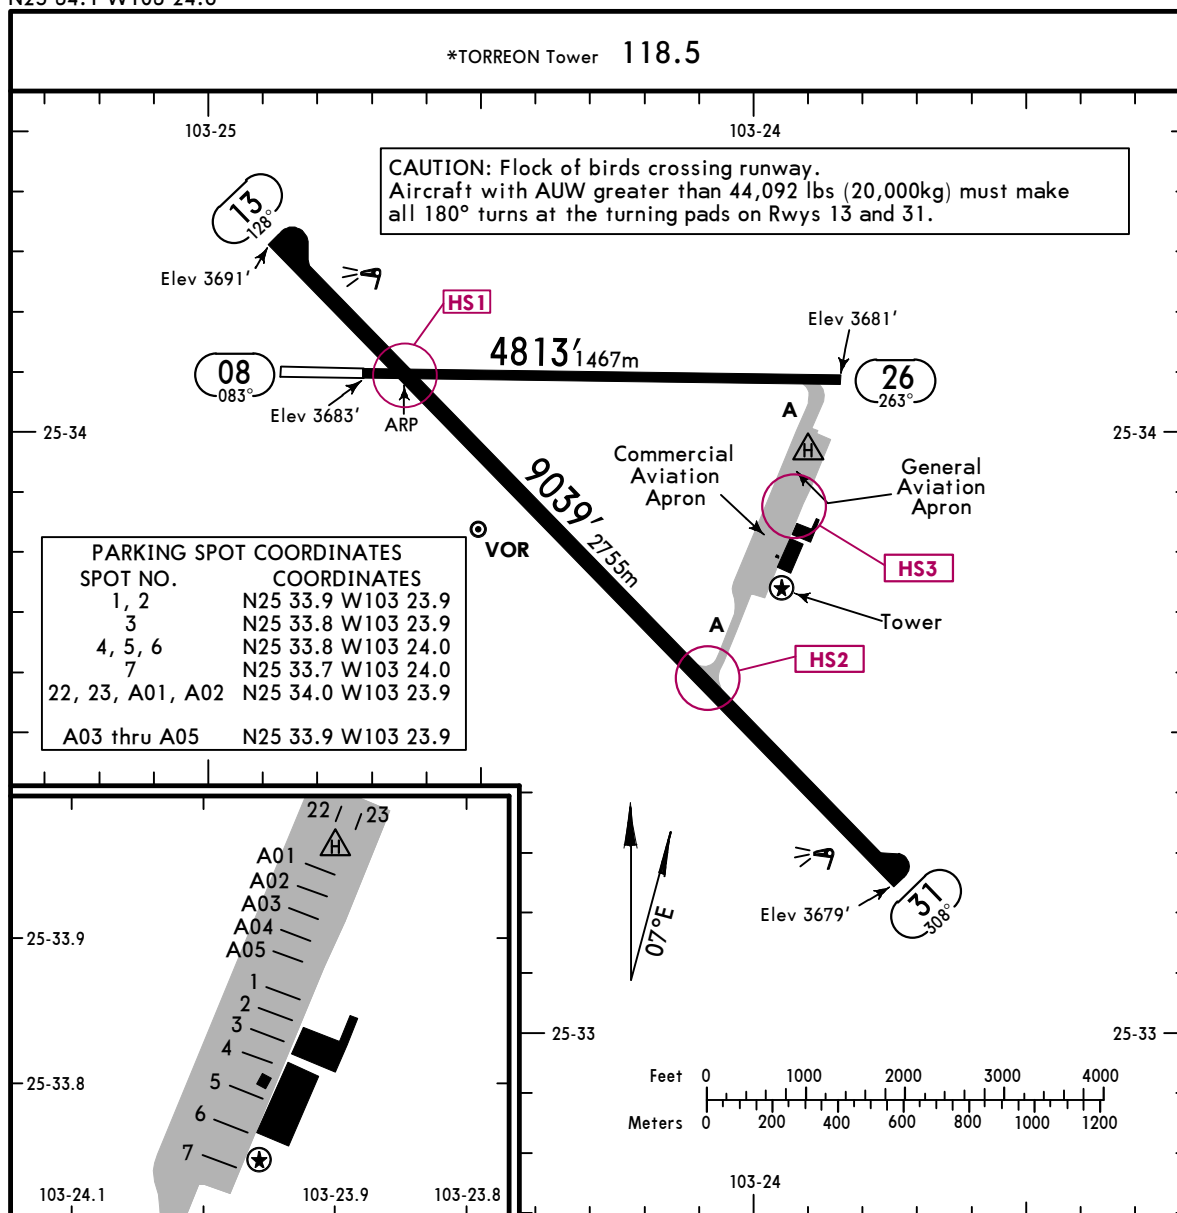 *TORREON Tower 118.5
103-25
103-24
CAUTION: Flock of birds crossing runway.
Aircraft with AUW greater than 44,092 lbs (20,000kg) must make
all 180° turns at the turning pads on Rwys 13 and 31.
13
128°
Elev 3691'
HS1
Elev 3681'
4813' 1467m
08
083°
26
263°
Elev 3683'
ARP
A
25-34
25-34
H
Commercial
Aviation
Apron
General
Aviation
Apron
9039' 2755m
VOR
HS3
Tower
A
HS2
PARKING SPOT COORDINATES
SPOT NO. COORDINATES
1, 2 N25 33.9 W103 23.9
3 N25 33.8 W103 23.9
4, 5, 6 N25 33.8 W103 24.0
7 N25 33.7 W103 24.0
22, 23, A01, A02 N25 34.0 W103 23.9
A03 thru A05 N25 33.9 W103 23.9
07°E
Elev 3679'
31
308°
22 23
H
A01
A02
A03
A04
A05
1
2
3
4
5
6
7
25-33.9
25-33.8
103-24.1
103-23.9
103-23.8
25-33
25-33
Feet 0 1000 2000 3000 4000
Meters 0 200 400 600 800 1000 1200
103-24